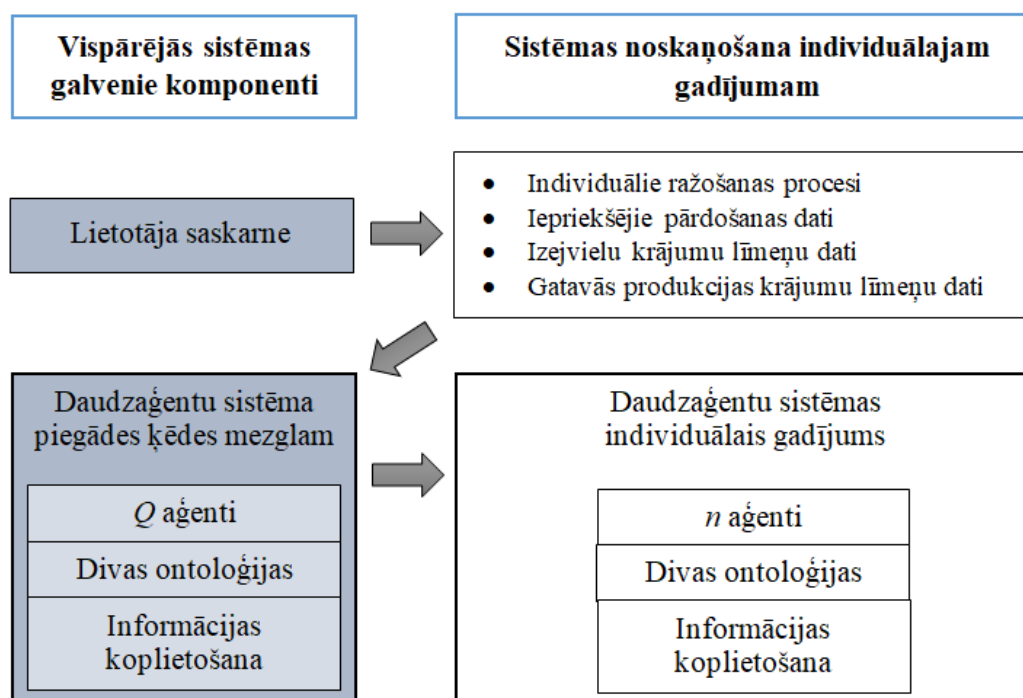 Vispārējās sistēmas
galvenie komponenti
Sistēmas noskaņošana individuālajam
gadījumam
Lietotāja saskarne
• Individuālie ražošanas procesi
• Iepriekšējie pārdošanas dati
• Izejvielu krājumu līmeņu dati
• Gatavās produkcijas krājumu līmeņu dati
Daudzaģentu sistēma
piegādes ķēdes mezglam
Q aģenti
Divas ontoloģijas
Informācijas
koplietošana
Daudzaģentu sistēmas
individuālais gadījums
n aģenti
Divas ontoloģijas
Informācijas
koplietošana